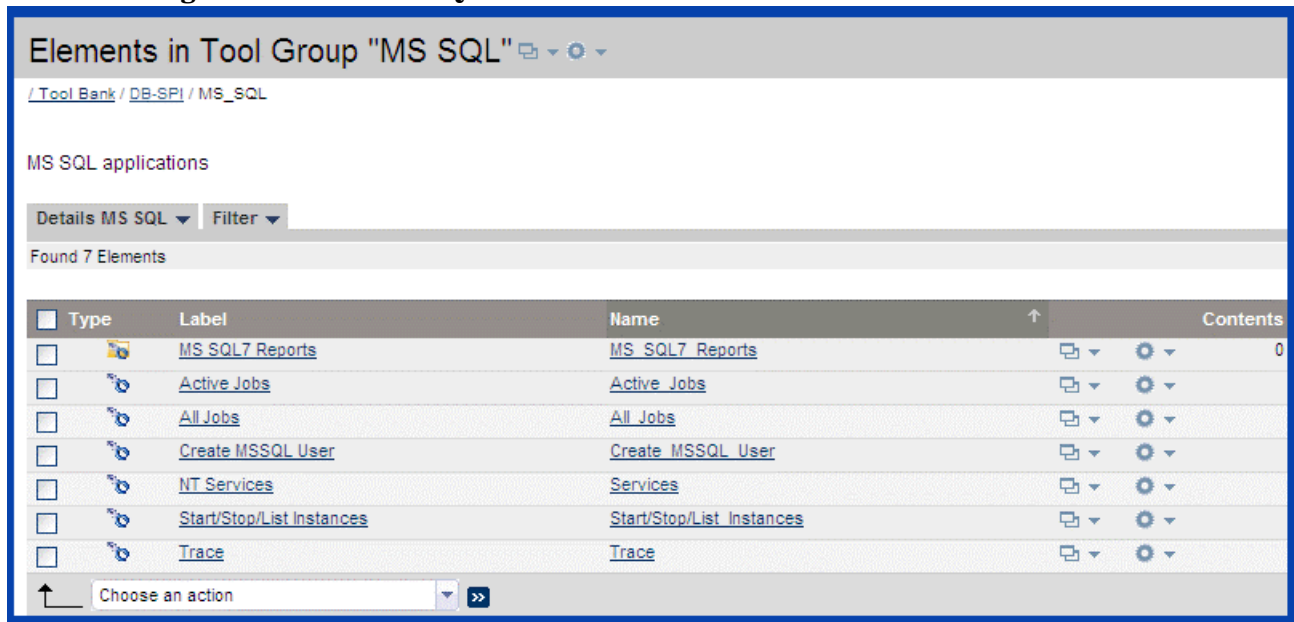 Elements in Tool Group "MS SQL"
/ Tool Bank / DB-SPI / MS_SQL
MS SQL applications
Details MS SQL Filter
Found 7 Elements
Type Label Name Contents
MS SQL7 Reports MS_SQL7_Reports 0
Active Jobs Active_Jobs
All Jobs All_Jobs
Create MSSQL User Create_MSSQL_User
NT Services Services
Start/Stop/List Instances Start/Stop/List_Instances
Trace Trace
Choose an action